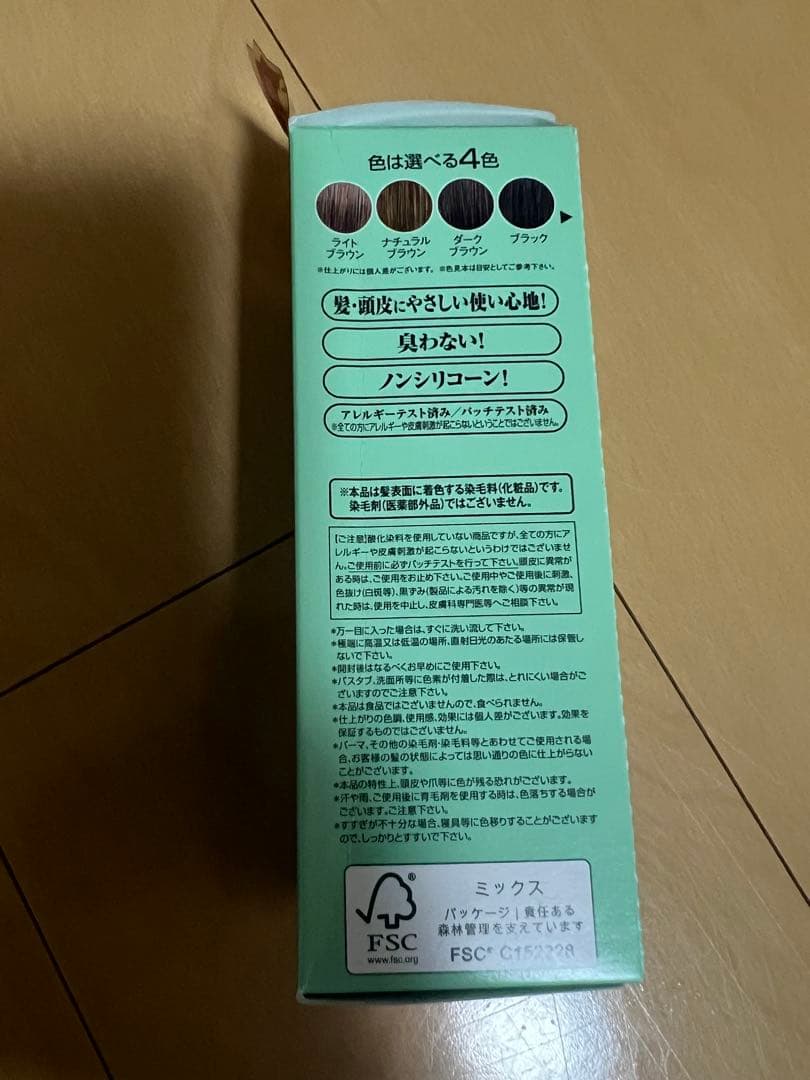 色は選べる4色
ライト
ブラウン
ナチュラル
ブラウン
ダーク
ブラウン
ブラック
※仕上がりには個人差がございます。※色見本は目安としてご参考下さい。
髪・頭皮にやさしい使い心地!
臭わない!
ノンシリコーン!
アレルギーテスト済み/パッチテスト済み
※全ての方にアレルギーや皮膚刺激が起こらないということではございません。
※本品は髪表面に着色する染毛料(化粧品)です。
染毛剤(医薬部外品)ではございません。
【ご注意】酸化染料を使用していない商品ですが、全ての方にア
レルギーや皮膚刺激が起こらないというわけではございませ
ん。ご使用前に必ずパッチテストを行って下さい。頭皮に異常が
ある時は、ご使用をお止め下さい。ご使用中やご使用後に刺激、
色抜け(白斑等)、黒ずみ(製品による汚れを除く)等の異常が現
れた時は、使用を中止し、皮膚科専門医等へご相談下さい。
*万一目に入った場合は、すぐに洗い流して下さい。
*極端に高温又は低温の場所、直射日光のあたる場所には保管し
ないで下さい。
*開封後はなるべくお早めにご使用下さい。
*バスタブ、洗面所等に色素が付着した際は、とれにくい場合がご
ざいますのでご注意下さい。
*本品は食品ではございませんので、食べられません。
*仕上がりの色調、使用感、効果には個人差がございます。効果を
保証するものではございません。
*パーマ、その他の染毛剤・染毛料等とあわせてご使用される場
合、お客様の髪の状態によっては思い通りの色に仕上がらない
ことがございます。
*本品の特性上、頭皮や爪等に色が残る恐れがございます。
*汗や雨、ご使用後に育毛剤を使用する時は、色落ちする場合が
ございます。ご注意下さい。
*すすぎが不十分な場合、寝具等に色移りすることがございます
ので、しっかりとすすいで下さい。
®
FSC
www.fsc.org
ミックス
パッケージ|責任ある
森林管理を支えています
FSC® C152228